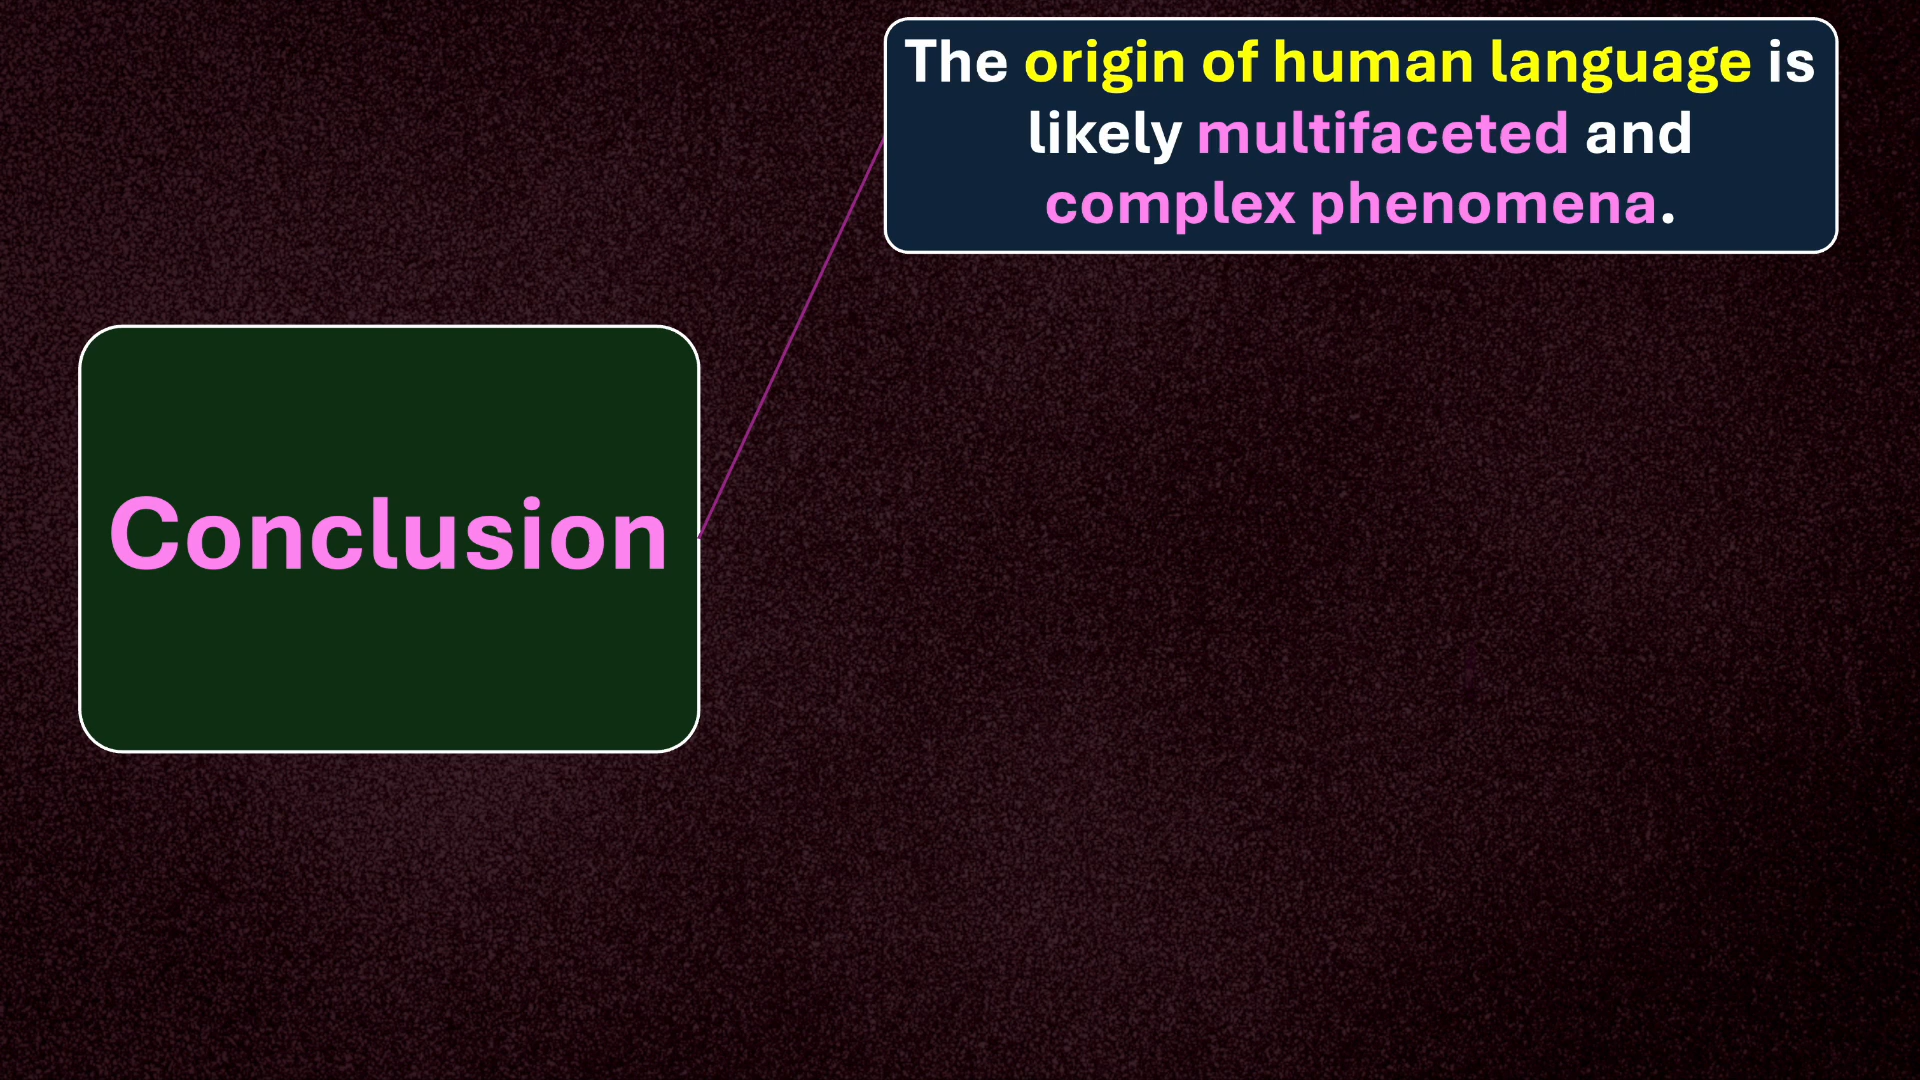 The origin of human language is
likely multifaceted and
complex phenomena.
Conclusion